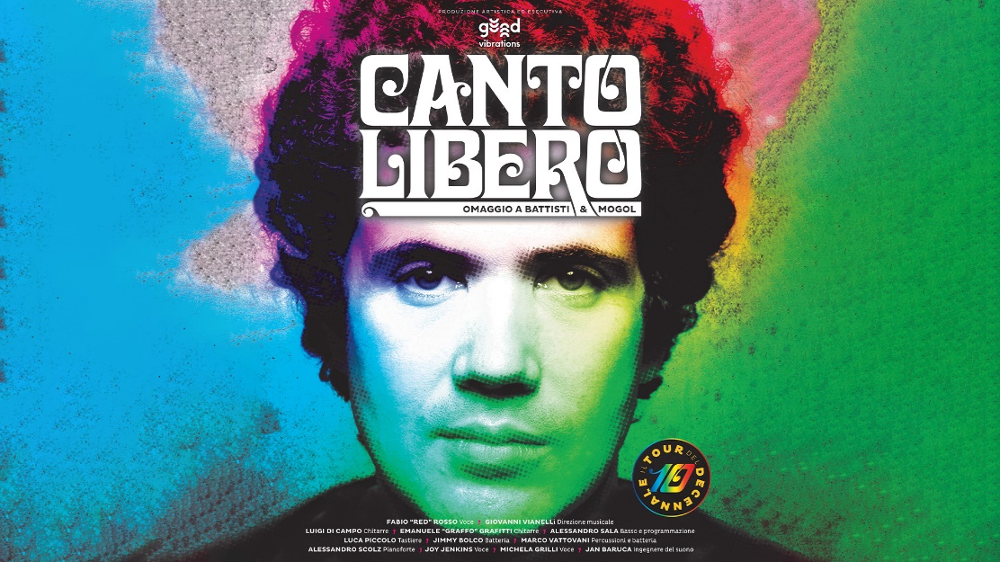 PRODUZIONE ARTISTICA ED ESECUTIVA
good
vibrations
CANTO
LIBERO
OMAGGIO A BATTISTI & MOGOL
IL TOUR DEL DECENNALE
10
FABIO "RED" ROSSO Voce GIOVANNI VIANELLI Direzione musicale
LUIGI DI CAMPO Chitarre EMANUELE "GRAFFO" GRAFITTI Chitarre ALESSANDRO SALA Basso e programmazione
LUCA PICCOLO Tastiere JIMMY BOLCO Batteria MARCO VATTOVANI Percussioni e batteria
ALESSANDRO SCOLZ Pianoforte JOY JENKINS Voce MICHELA GRILLI Voce JAN BARUCA Ingegnere del suono